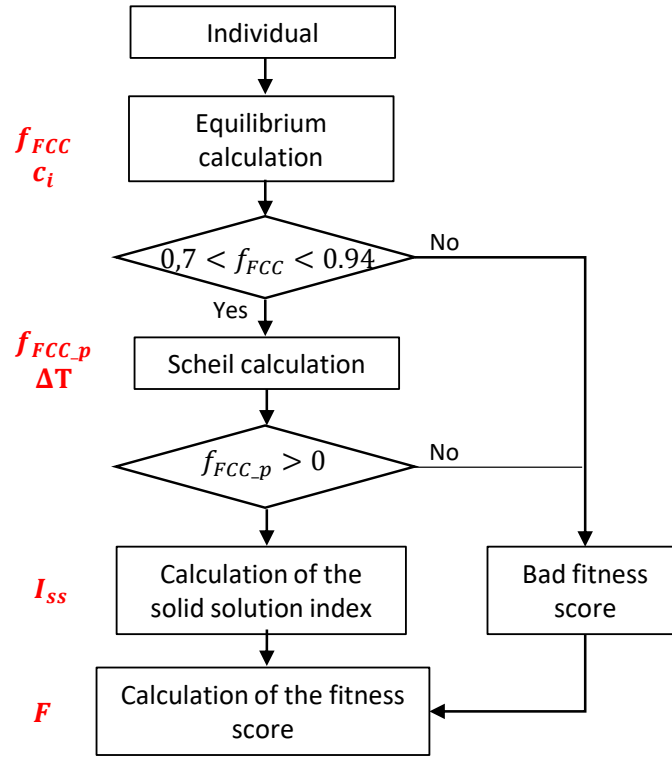 Individual
Equilibrium
calculation
f_FCC
c_i
0,7 < f_FCC < 0.94
No
Yes
f_FCC_p
ΔT
Scheil calculation
f_FCC_p > 0
No
I_ss
Calculation of the
solid solution index
Bad fitness
score
F
Calculation of the fitness
score